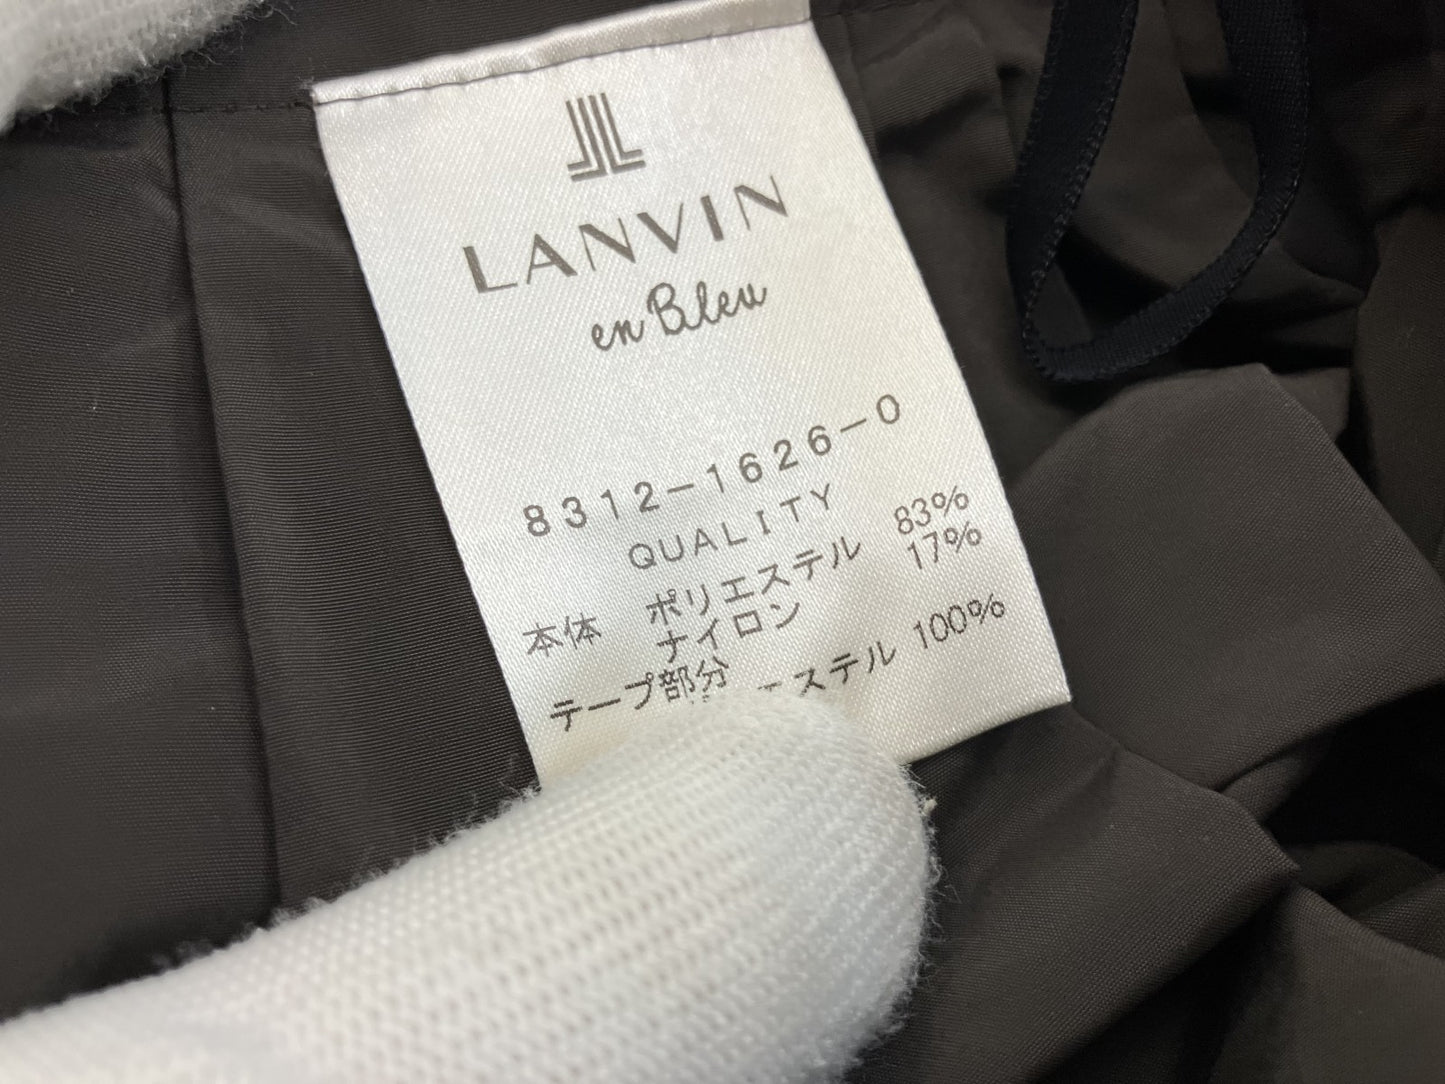 LANVIN
en Bleu
8312-1626-0
QUALITY
本体 ポリエステル 83%
ナイロン 17%
テープ部分 エステル 100%